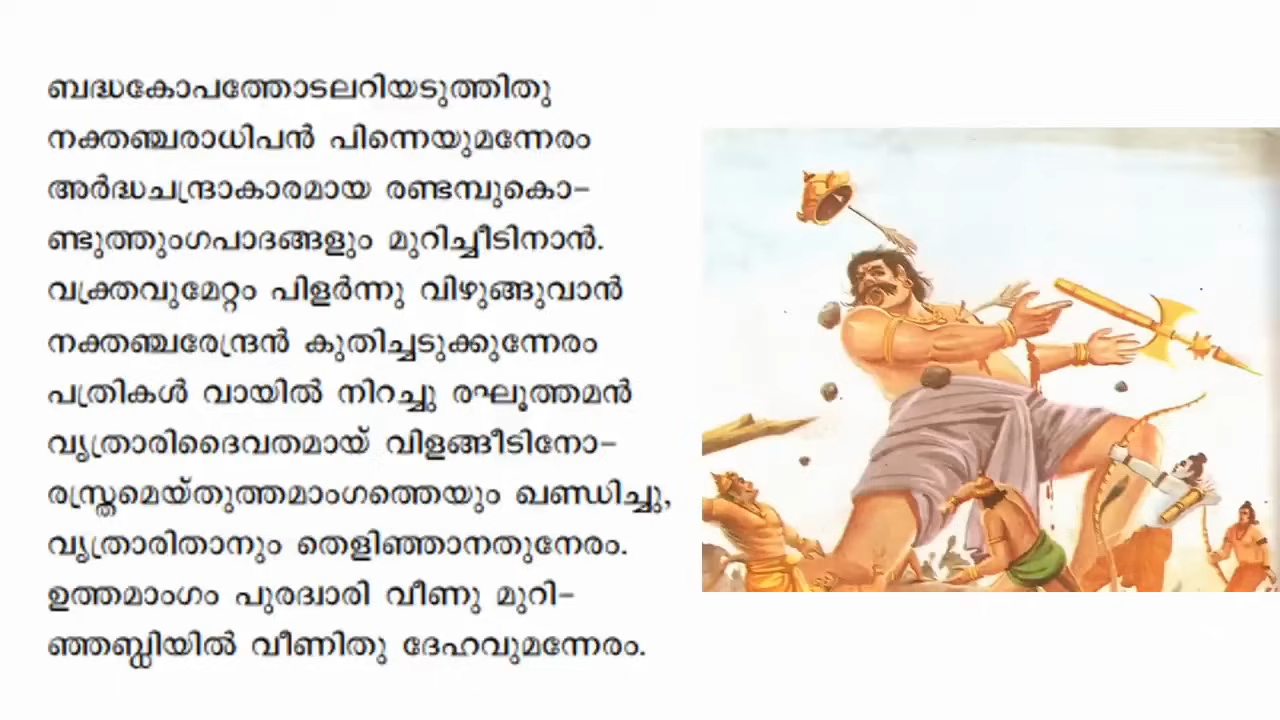 ബദ്ധകോപത്തോടലറിയടുത്തിതു
നക്തഞ്ചരാധിപൻ പിന്നെയുമന്നേരം
അർദ്ധചന്ദ്രാകാരമായ രണ്ടമ്പുകൊ-
ണ്ടുത്തുംഗപാദങ്ങളും മുറിച്ചീടിനാൻ.
വക്ത്രവുമേറ്റം പിളർന്നു വിഴുങ്ങുവാൻ
നക്തഞ്ചരേന്ദ്രൻ കുതിച്ചടുക്കുന്നേരം
പത്രികൾ വായിൽ നിറച്ചു രഘൂത്തമൻ
വൃത്രാരിദൈവതമായ് വിളങ്ങീടിനോ-
രസ്ത്രമെയ്തുത്തമാംഗത്തെയും ഖണ്ഡിച്ചു,
വൃത്രാരിതാനും തെളിഞ്ഞാനതുനേരം.
ഉത്തമാംഗം പുരദ്വാരി വീണു മുറി-
ഞ്ഞബ്ധിയിൽ വീണിതു ദേഹവുമന്നേരം.